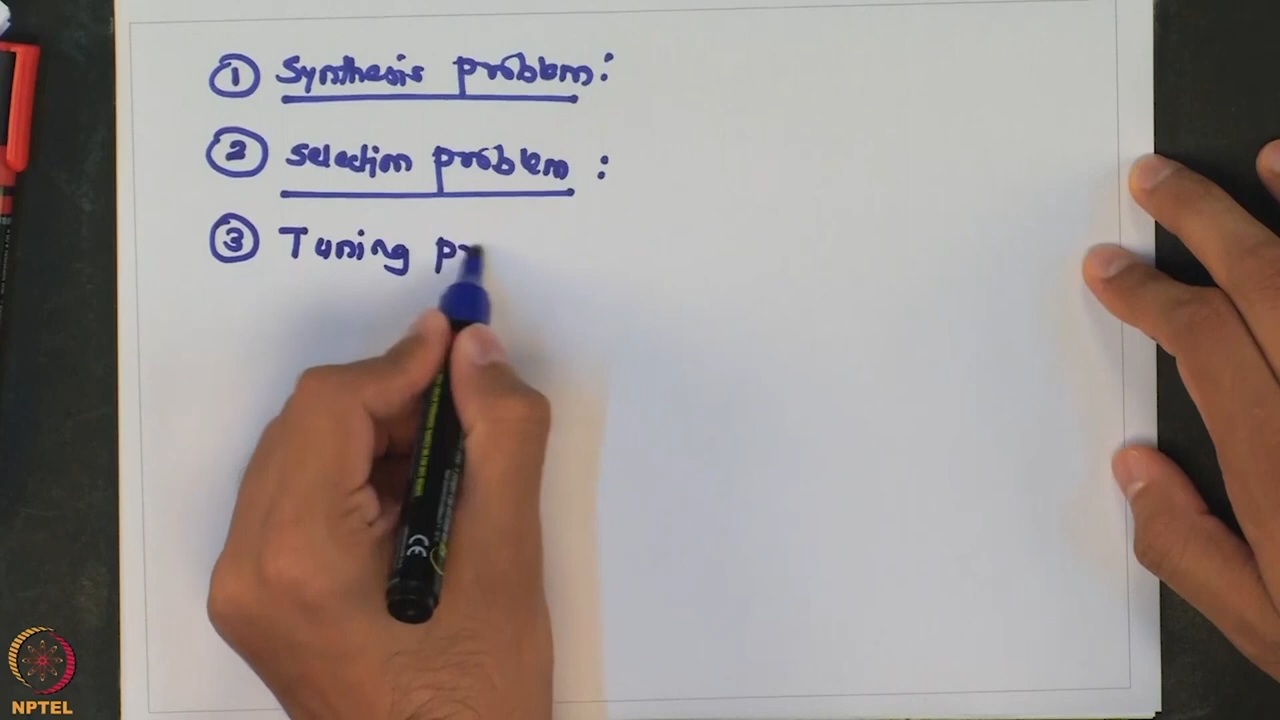 ① Synthesis problem:
② Selection problem :
③ Tuning pr
NPTEL